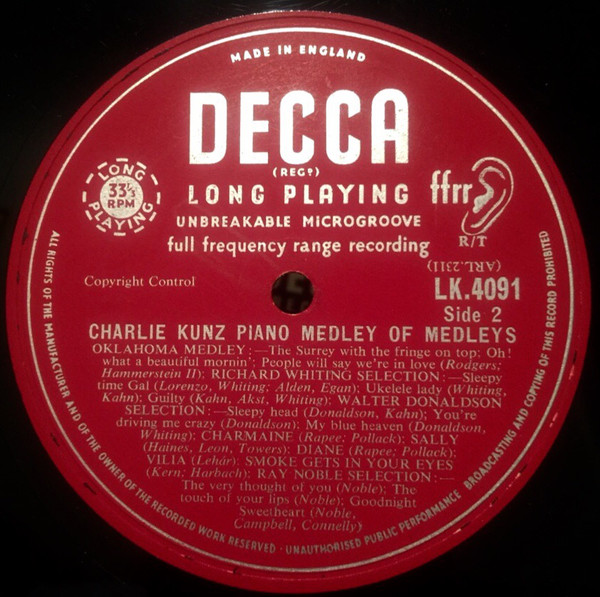 MADE IN ENGLAND
DECCA
(REGD)
LONG PLAYING
33⅓
RPM
LONG PLAYING
UNBREAKABLE MICROGROOVE
full frequency range recording
ffrr
R/T
(ARL.2311)
Copyright Control
LK.4091
Side 2
CHARLIE KUNZ PIANO MEDLEY OF MEDLEYS
OKLAHOMA MEDLEY:—The Surrey with the fringe on top; Oh!
what a beautiful mornin'; People will say we're in love (Rodgers;
Hammerstein II); RICHARD WHITING SELECTION:—Sleepy
time Gal (Lorenzo, Whiting; Alden, Egan); Ukelele lady (Whiting,
Kahn); Guilty (Kahn, Akst, Whiting); WALTER DONALDSON
SELECTION:—Sleepy head (Donaldson, Kahn); You're
driving me crazy (Donaldson); My blue heaven (Donaldson,
Whiting); CHARMAINE (Rapee; Pollack); SALLY
(Haines, Leon, Towers); DIANE (Rapee; Pollack);
VILIA (Lehár); SMOKE GETS IN YOUR EYES
(Kern; Harbach); RAY NOBLE SELECTION:—
The very thought of you (Noble); The
touch of your lips (Noble); Goodnight
Sweetheart (Noble,
Campbell, Connelly)
ALL RIGHTS OF THE MANUFACTURER AND OF THE OWNER OF THE RECORDED WORK RESERVED · UNAUTHORISED PUBLIC PERFORMANCE BROADCASTING AND COPYING OF THIS RECORD PROHIBITED